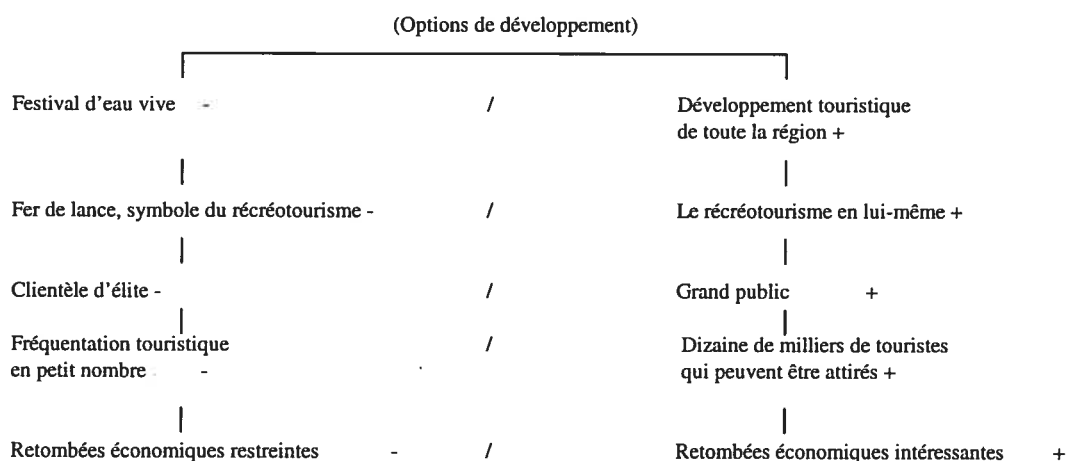 (Options de développement)
Festival d'eau vive - / Développement touristique
de toute la région +
Fer de lance, symbole du récréotourisme - / Le récréotourisme en lui-même +
Clientèle d'élite - / Grand public +
Fréquentation touristique / Dizaine de milliers de touristes
en petit nombre - qui peuvent être attirés +
Retombées économiques restreintes - / Retombées économiques intéressantes +